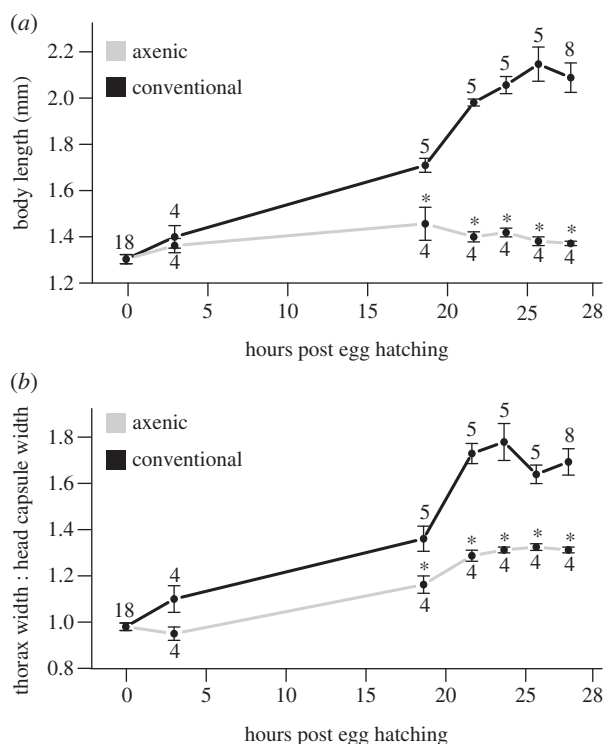 (a)
2.2
2.0
1.8
1.6
1.4
1.2
body length (mm)
axenic
conventional
18
4
4
5
5
5
5
8
* * * * *
4 4 4 4 4
0 5 10 15 20 25 28
hours post egg hatching
(b)
1.8
1.6
1.4
1.2
1.0
0.8
thorax width : head capsule width
axenic
conventional
18
4
4
5
5
5
5
8
* * * * *
4 4 4 4 4
0 5 10 15 20 25 28
hours post egg hatching